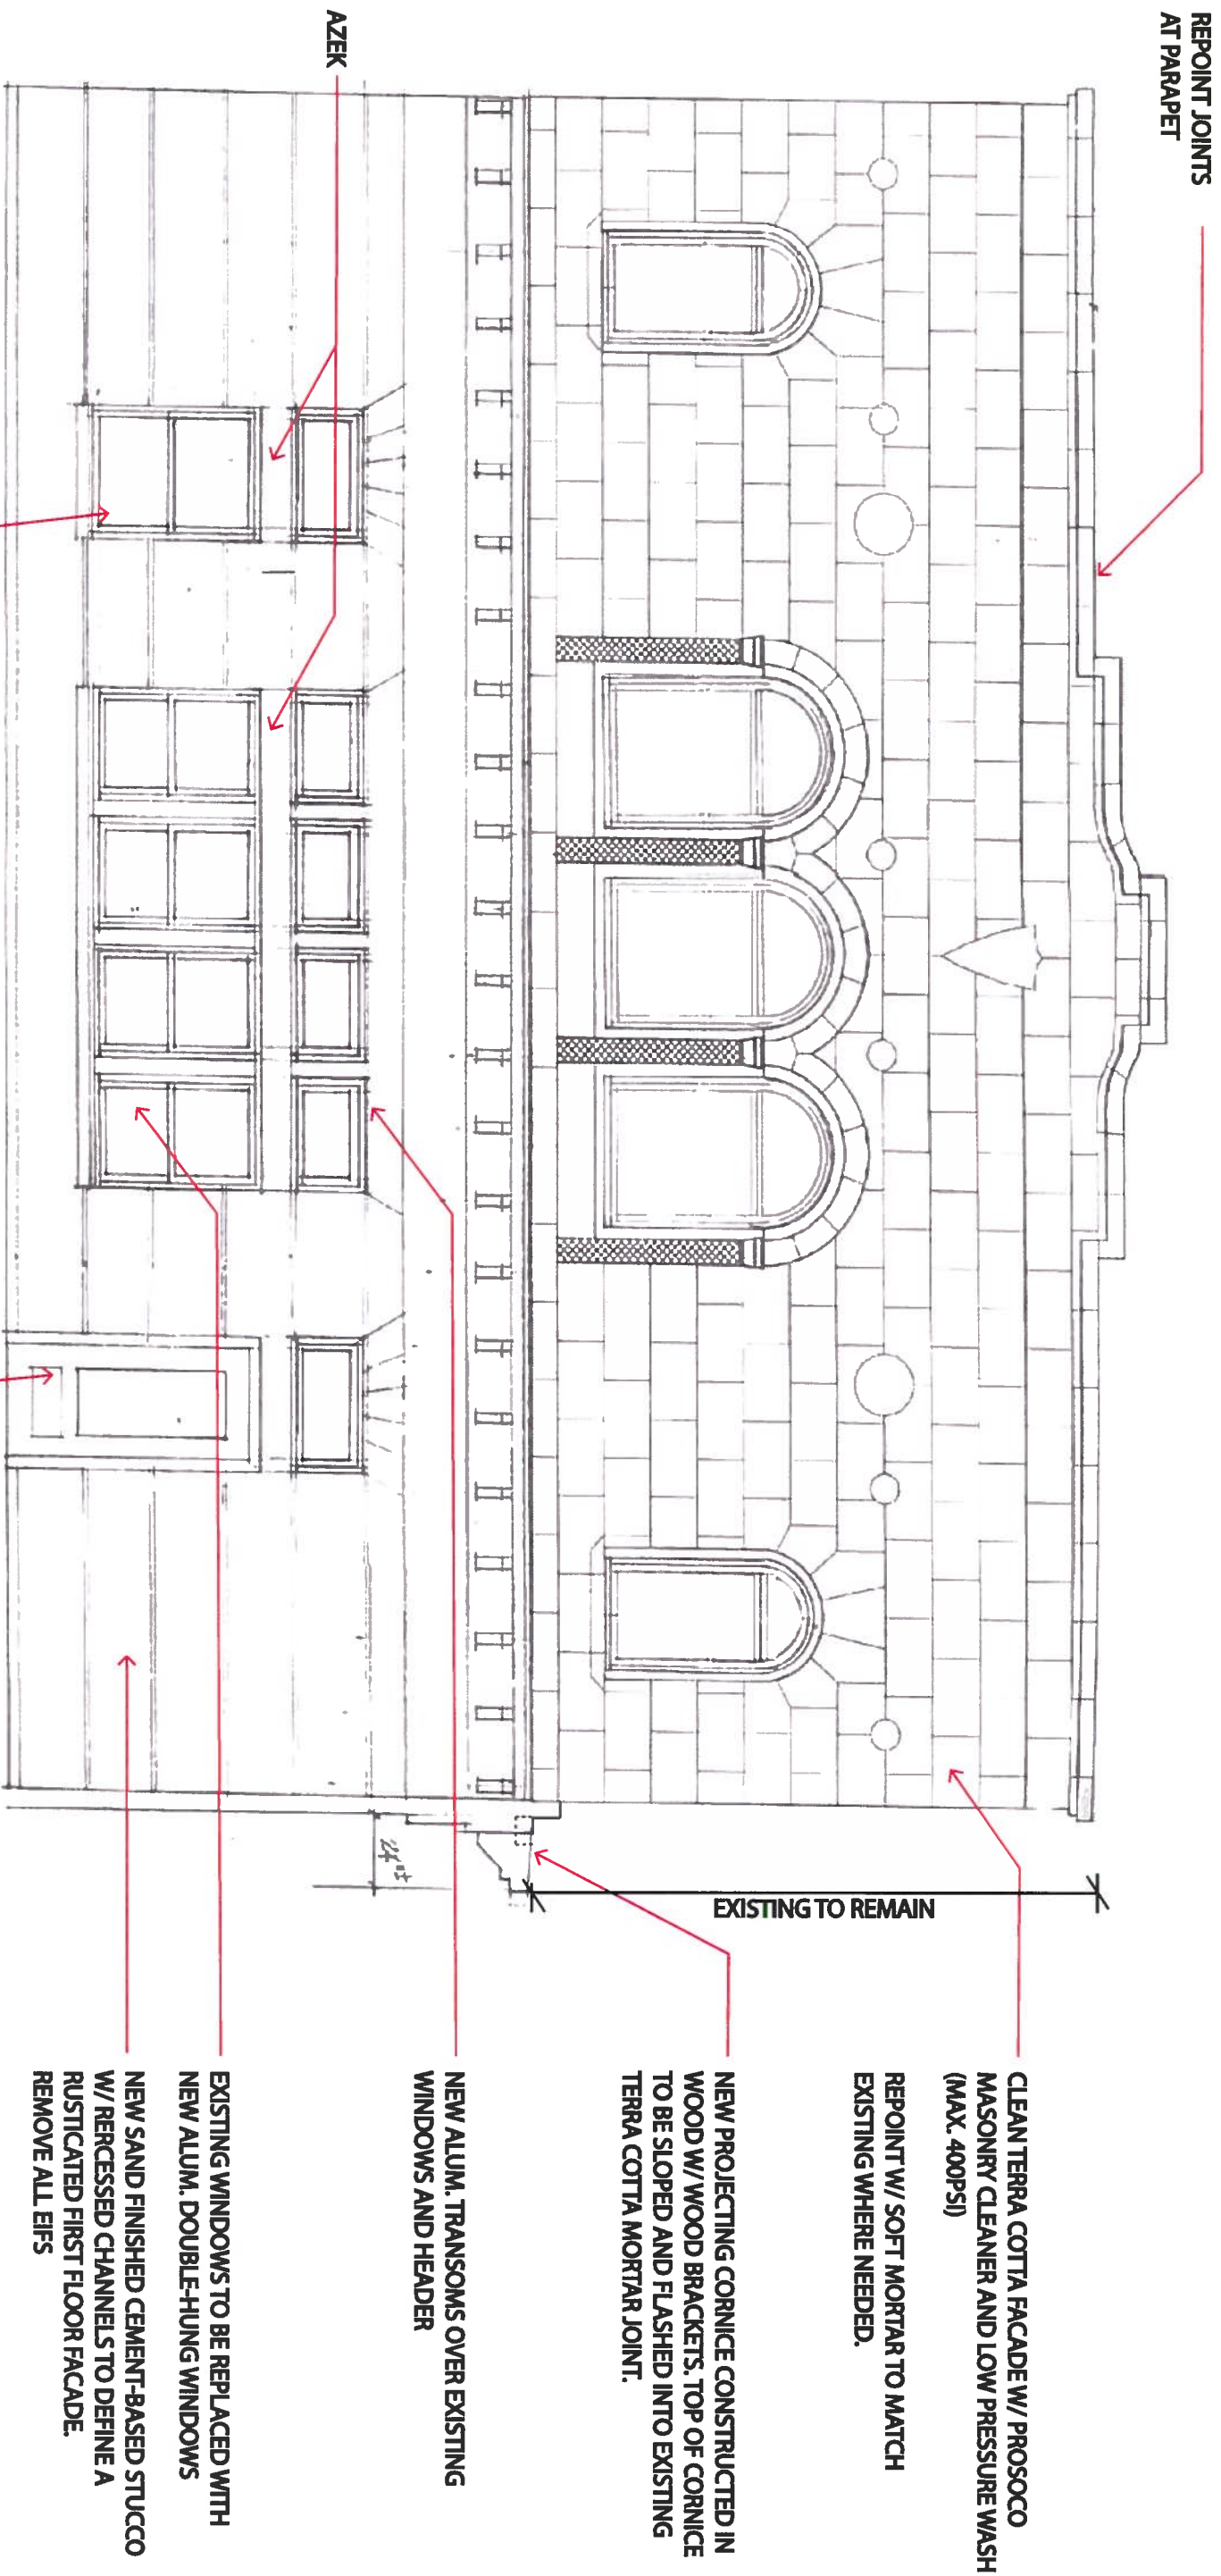 REPOINT JOINTS
AT PARAPET
AZEK
EXISTING TO REMAIN
24"±
CLEAN TERRA COTTA FACADE W/ PROSOCO
MASONRY CLEANER AND LOW PRESSURE WASH
(MAX. 400PSI)
REPOINT W/ SOFT MORTAR TO MATCH
EXISTING WHERE NEEDED.
NEW PROJECTING CORNICE CONSTRUCTED IN
WOOD W/ WOOD BRACKETS. TOP OF CORNICE
TO BE SLOPED AND FLASHED INTO EXISTING
TERRA COTTA MORTAR JOINT.
NEW ALUM. TRANSOMS OVER EXISTING
WINDOWS AND HEADER
EXISTING WINDOWS TO BE REPLACED WITH
NEW ALUM. DOUBLE-HUNG WINDOWS
NEW SAND FINISHED CEMENT-BASED STUCCO
W/ RERCESSED CHANNELS TO DEFINE A
RUSTICATED FIRST FLOOR FACADE.
REMOVE ALL EIFS